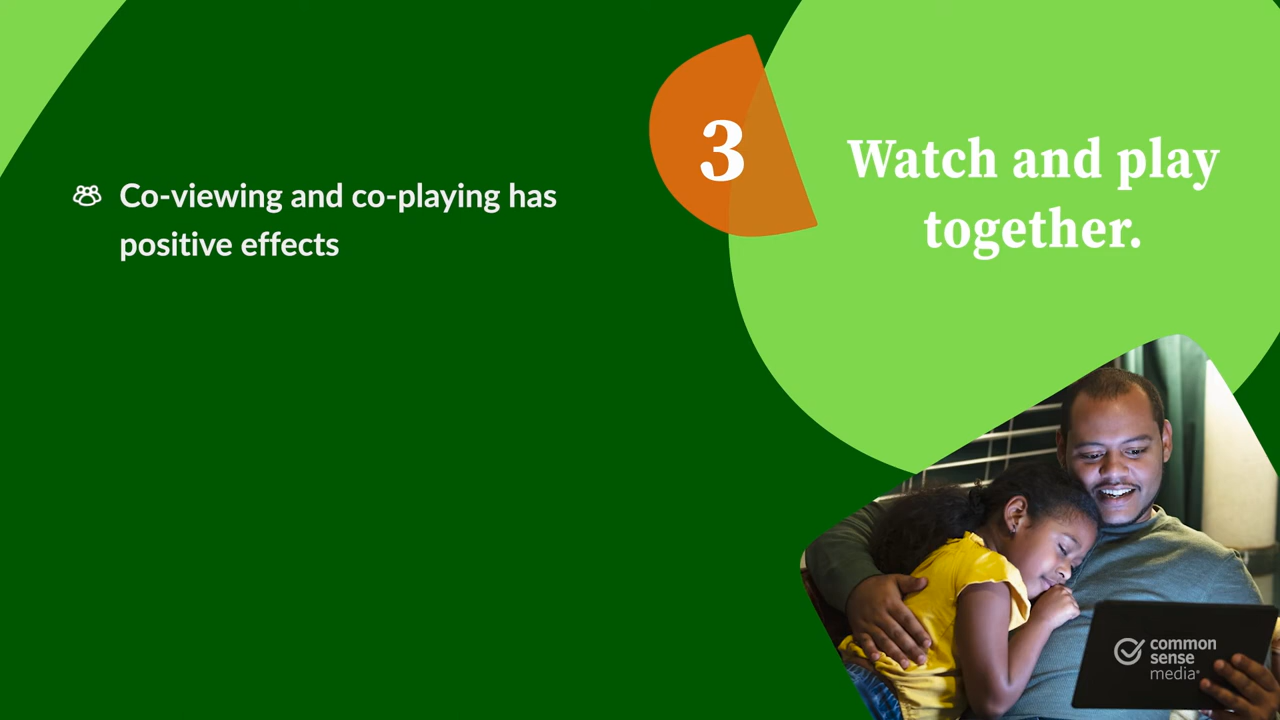 Co-viewing and co-playing has
positive effects
3
Watch and play
together.
common
sense
media®